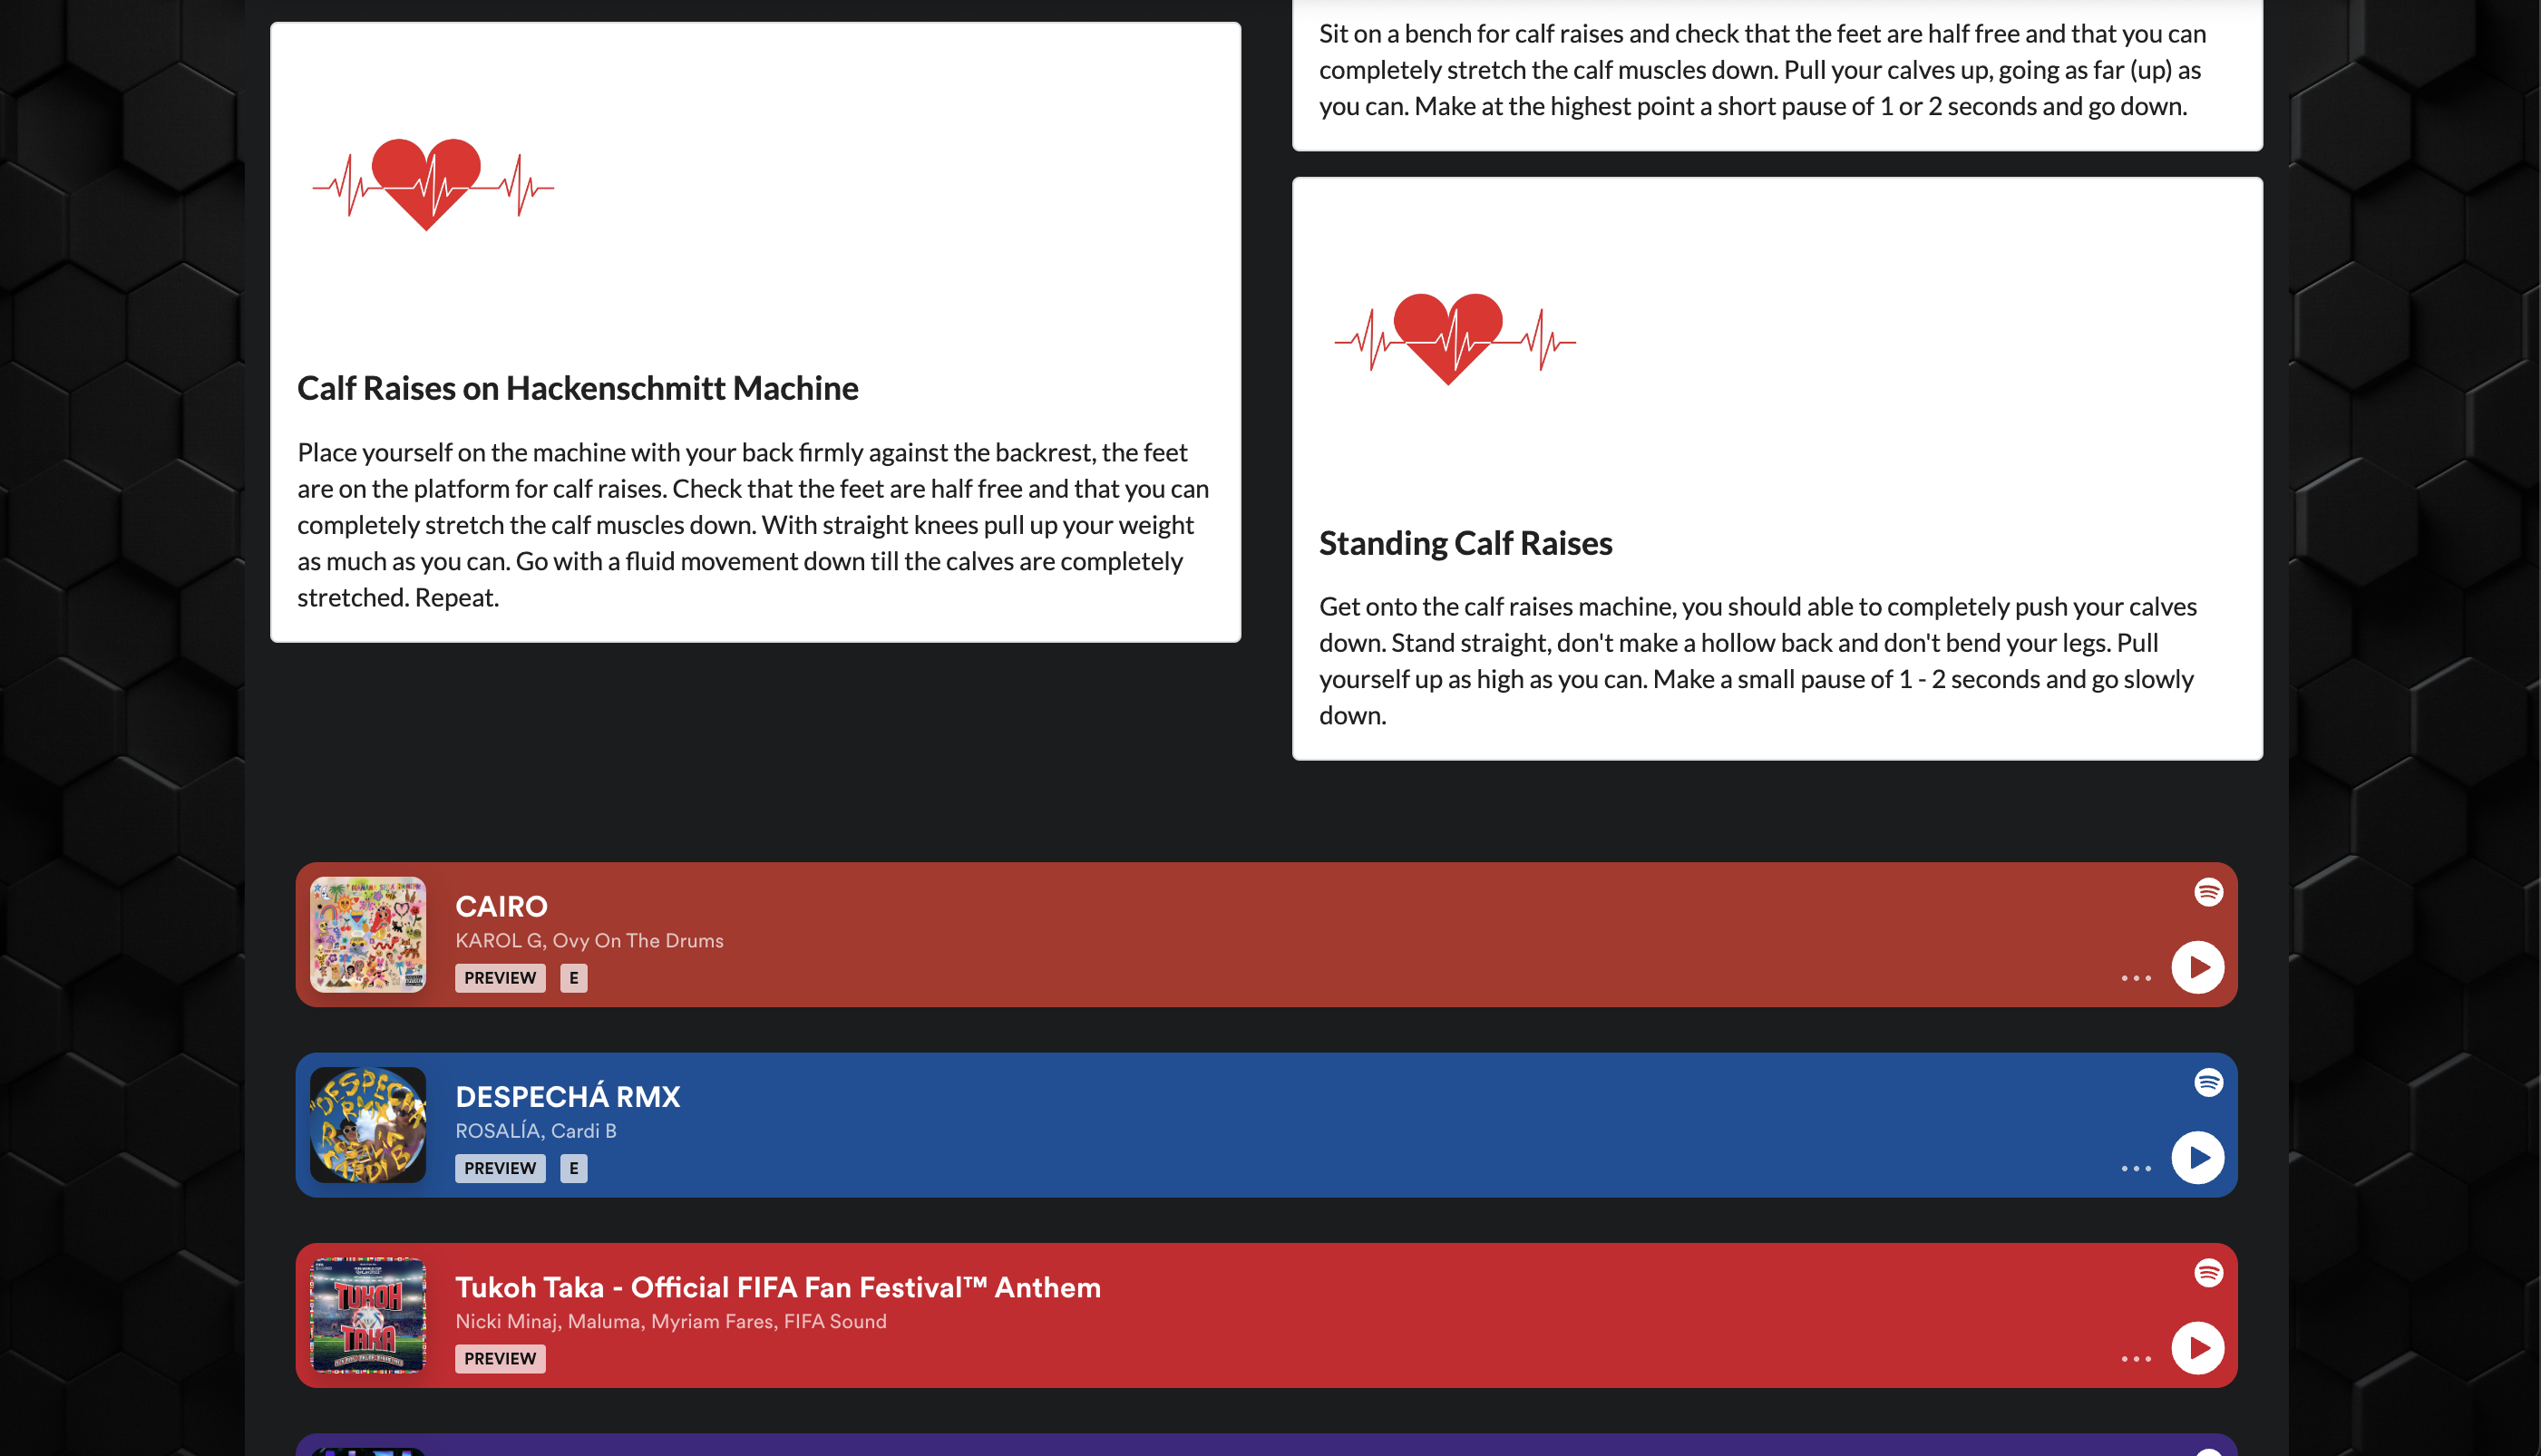 Sit on a bench for calf raises and check that the feet are half free and that you can
completely stretch the calf muscles down. Pull your calves up, going as far (up) as
you can. Make at the highest point a short pause of 1 or 2 seconds and go down.
Calf Raises on Hackenschmitt Machine
Place yourself on the machine with your back firmly against the backrest, the feet
are on the platform for calf raises. Check that the feet are half free and that you can
completely stretch the calf muscles down. With straight knees pull up your weight
as much as you can. Go with a fluid movement down till the calves are completely
stretched. Repeat.
Standing Calf Raises
Get onto the calf raises machine, you should able to completely push your calves
down. Stand straight, don't make a hollow back and don't bend your legs. Pull
yourself up as high as you can. Make a small pause of 1 - 2 seconds and go slowly
down.
CAIRO
KAROL G, Ovy On The Drums
PREVIEW E
DESPECHÁ RMX
ROSALÍA, Cardi B
PREVIEW E
DESPECHÁ
RMX
ROSALÍA
CARDI B
Tukoh Taka - Official FIFA Fan Festival™ Anthem
Nicki Minaj, Maluma, Myriam Fares, FIFA Sound
PREVIEW
TUKOH
TAKA